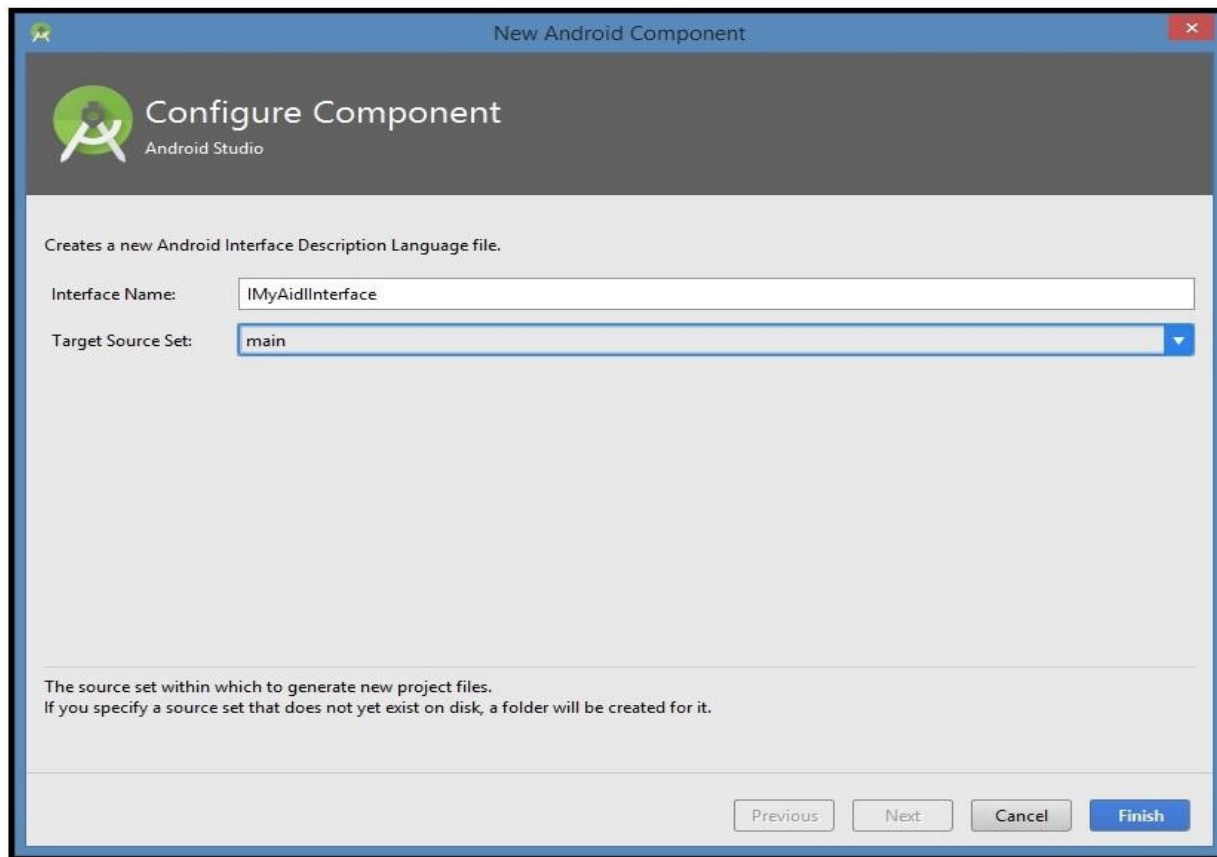 New Android Component
Configure Component
Android Studio
Creates a new Android Interface Description Language file.
Interface Name:
IMyAidlInterface
Target Source Set:
main
The source set within which to generate new project files.
If you specify a source set that does not yet exist on disk, a folder will be created for it.
Previous
Next
Cancel
Finish